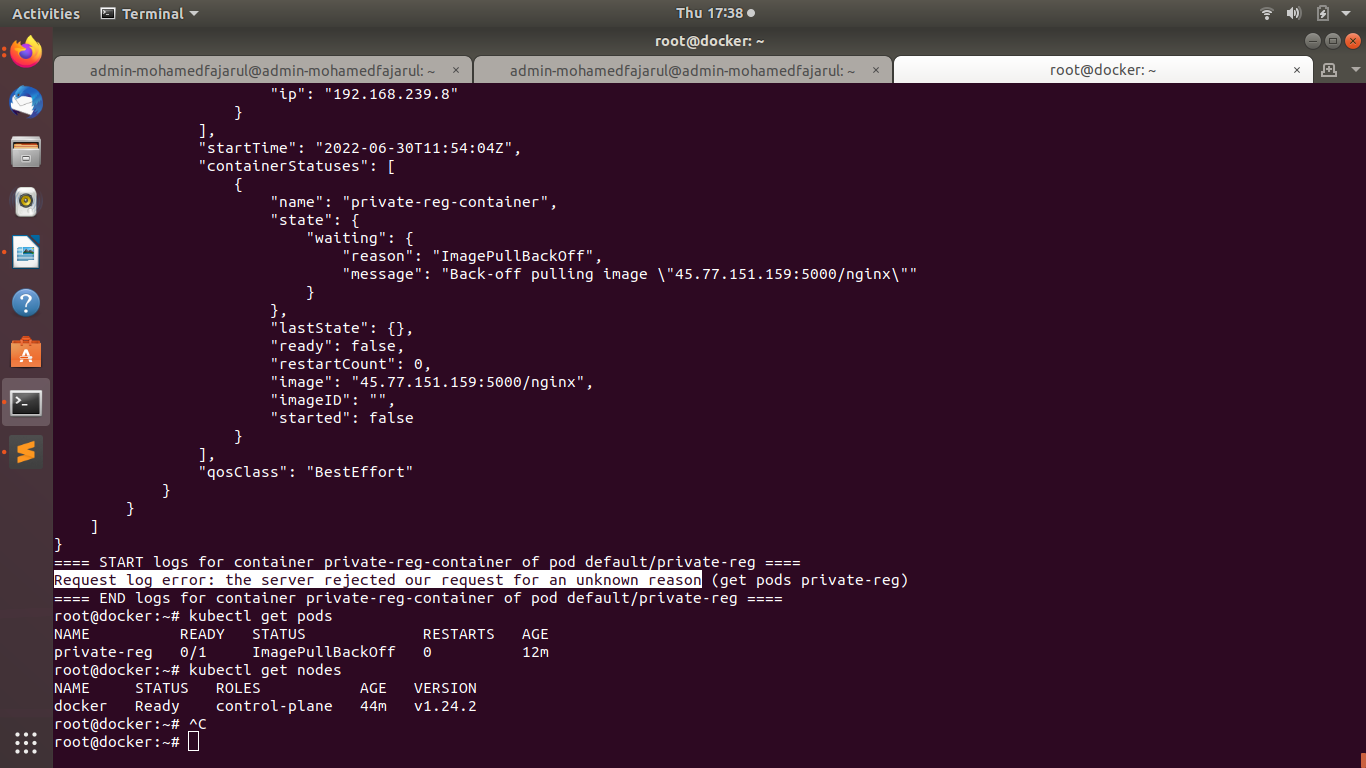 Activities
Terminal
Thu 17:38
root@docker: ~
admin-mohamedfajarul@admin-mohamedfajarul: ~ ×
admin-mohamedfajarul@admin-mohamedfajarul: ~ ×
root@docker: ~ ×
"ip": "192.168.239.8"
}
],
"startTime": "2022-06-30T11:54:04Z",
"containerStatuses": [
{
"name": "private-reg-container",
"state": {
"waiting": {
"reason": "ImagePullBackOff",
"message": "Back-off pulling image \"45.77.151.159:5000/nginx\""
}
},
"lastState": {},
"ready": false,
"restartCount": 0,
"image": "45.77.151.159:5000/nginx",
"imageID": "",
"started": false
}
],
"qosClass": "BestEffort"
}
}
]
}
==== START logs for container private-reg-container of pod default/private-reg ====
Request log error: the server rejected our request for an unknown reason (get pods private-reg)
==== END logs for container private-reg-container of pod default/private-reg ====
root@docker:~# kubectl get pods
NAME READY STATUS RESTARTS AGE
private-reg 0/1 ImagePullBackOff 0 12m
root@docker:~# kubectl get nodes
NAME STATUS ROLES AGE VERSION
docker Ready control-plane 44m v1.24.2
root@docker:~# ^C
root@docker:~#